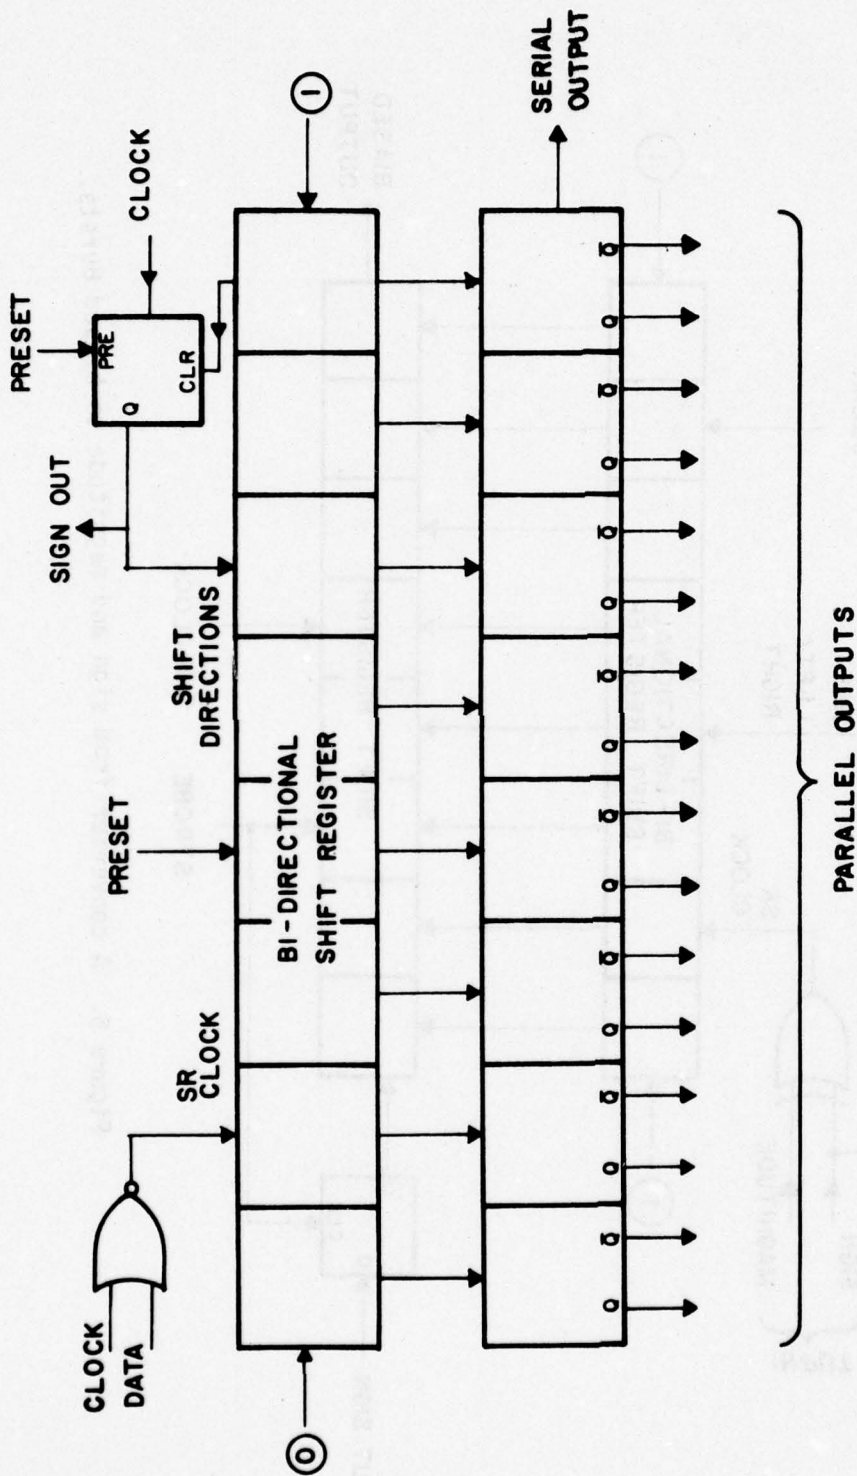 PRESET
PRE
CLOCK
Q
CLR
SIGN OUT
SHIFT
DIRECTIONS
PRESET
SR
CLOCK
CLOCK
DATA
0
BI-DIRECTIONAL
SHIFT REGISTER
1
SERIAL
OUTPUT
Q Q̅ Q Q̅ Q Q̅ Q Q̅ Q Q̅ Q Q̅ Q Q̅ Q Q̅
PARALLEL OUTPUTS